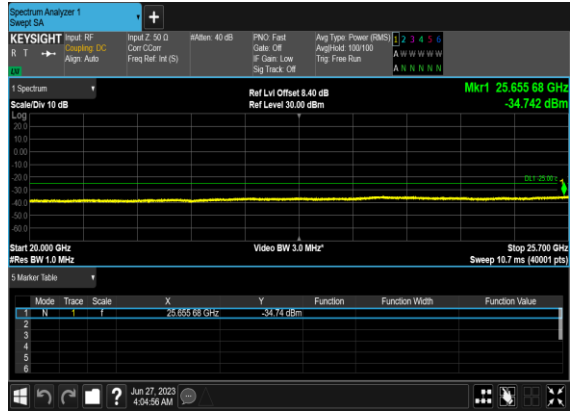 Spectrum Analyzer 1
Swept SA
+
KEYSIGHT Input: RF Input Z: 50 Ω #Atten: 40 dB PNO: Fast Avg Type: Power (RMS) 1 2 3 4 5 6
R T Coupling: DC Corr CCorr Gate: Off Avg|Hold: 100/100 A W W W W W
Align: Auto Freq Ref: Int (S) IF Gain: Low Trig: Free Run
Sig Track: Off A N N N N N
1 Spectrum Ref Lvl Offset 8.40 dB Mkr1 25.655 68 GHz
Scale/Div 10 dB Ref Level 30.00 dBm -34.742 dBm
Log
20.0
10.0
0.00
-10.0
-20.0 DL1 -25.00
-30.0
-40.0
-50.0
-60.0
Start 20.000 GHz Video BW 3.0 MHz* Stop 25.700 GHz
#Res BW 1.0 MHz Sweep 10.7 ms (40001 pts)
5 Marker Table
Mode Trace Scale X Y Function Function Width Function Value
1 N 1 f 25.655 68 GHz -34.74 dBm
2
3
4
5
6
? Jun 27, 2023
4:04:56 AM